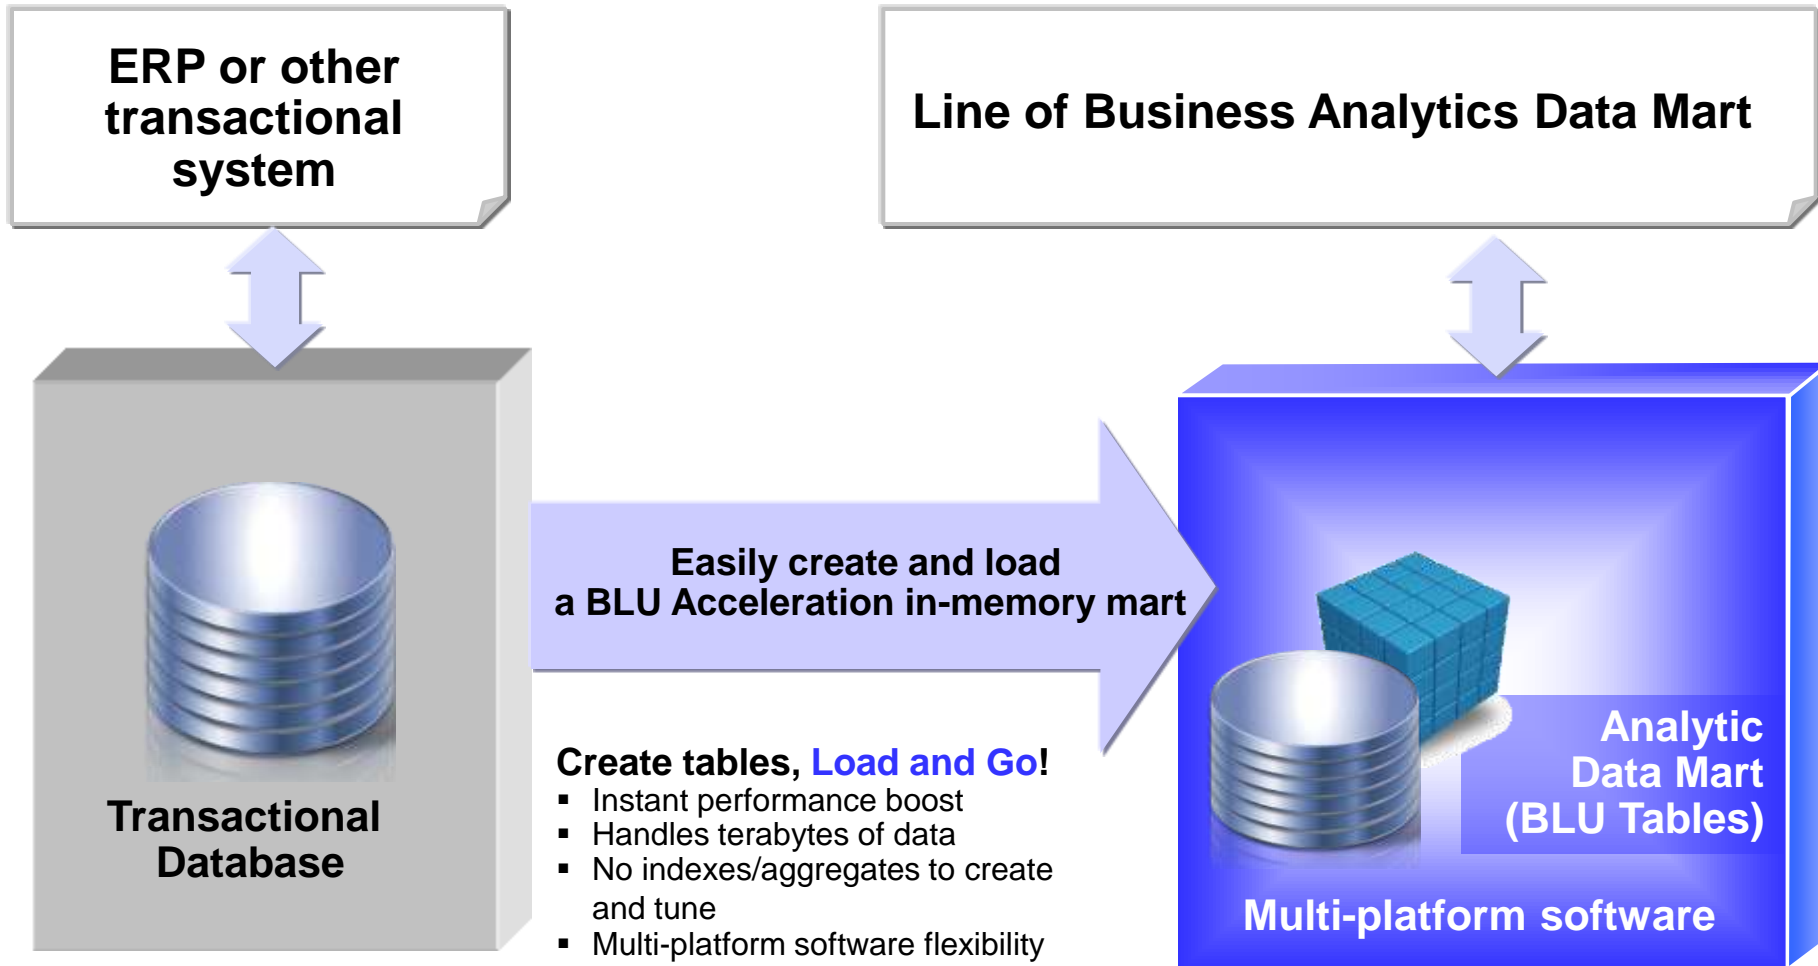 ERP or other
transactional
system
Line of Business Analytics Data Mart
Easily create and load
a BLU Acceleration in-memory mart
Transactional
Database
Create tables, Load and Go!
▪ Instant performance boost
▪ Handles terabytes of data
▪ No indexes/aggregates to create
and tune
▪ Multi-platform software flexibility
Analytic
Data Mart
(BLU Tables)
Multi-platform software